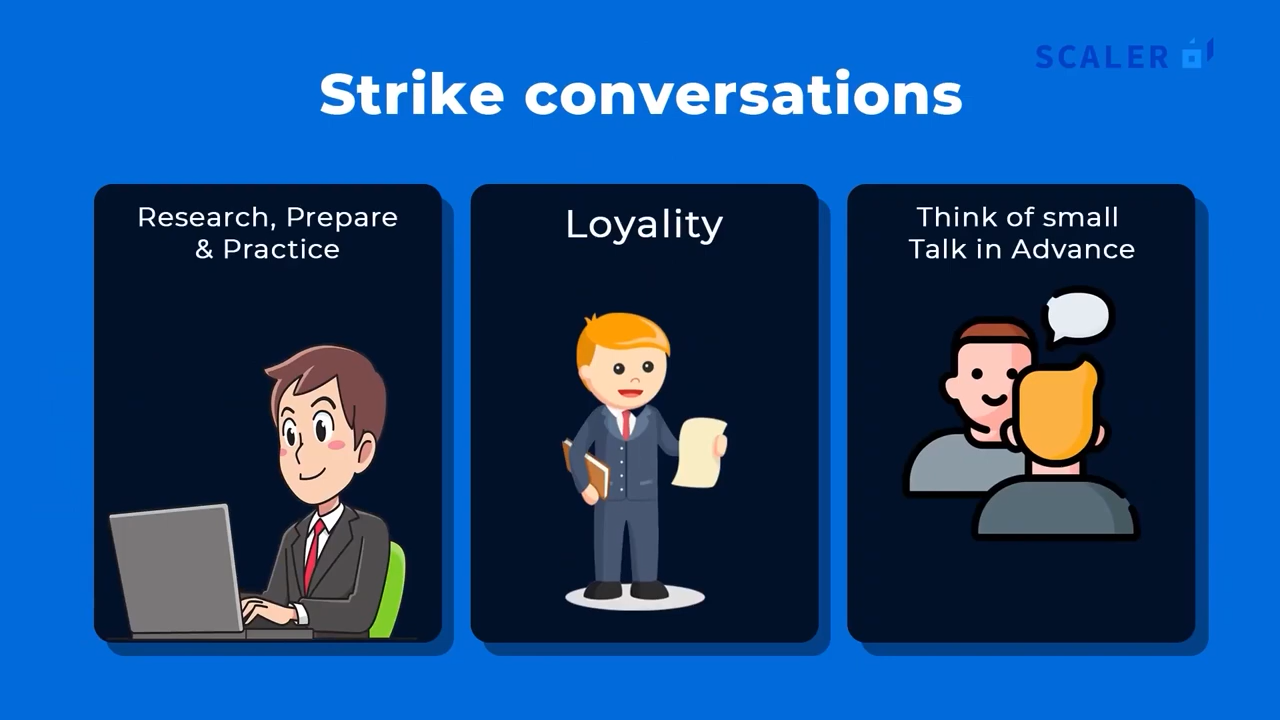 SCALER
Strike conversations
Research, Prepare
& Practice
Loyality
Think of small
Talk in Advance